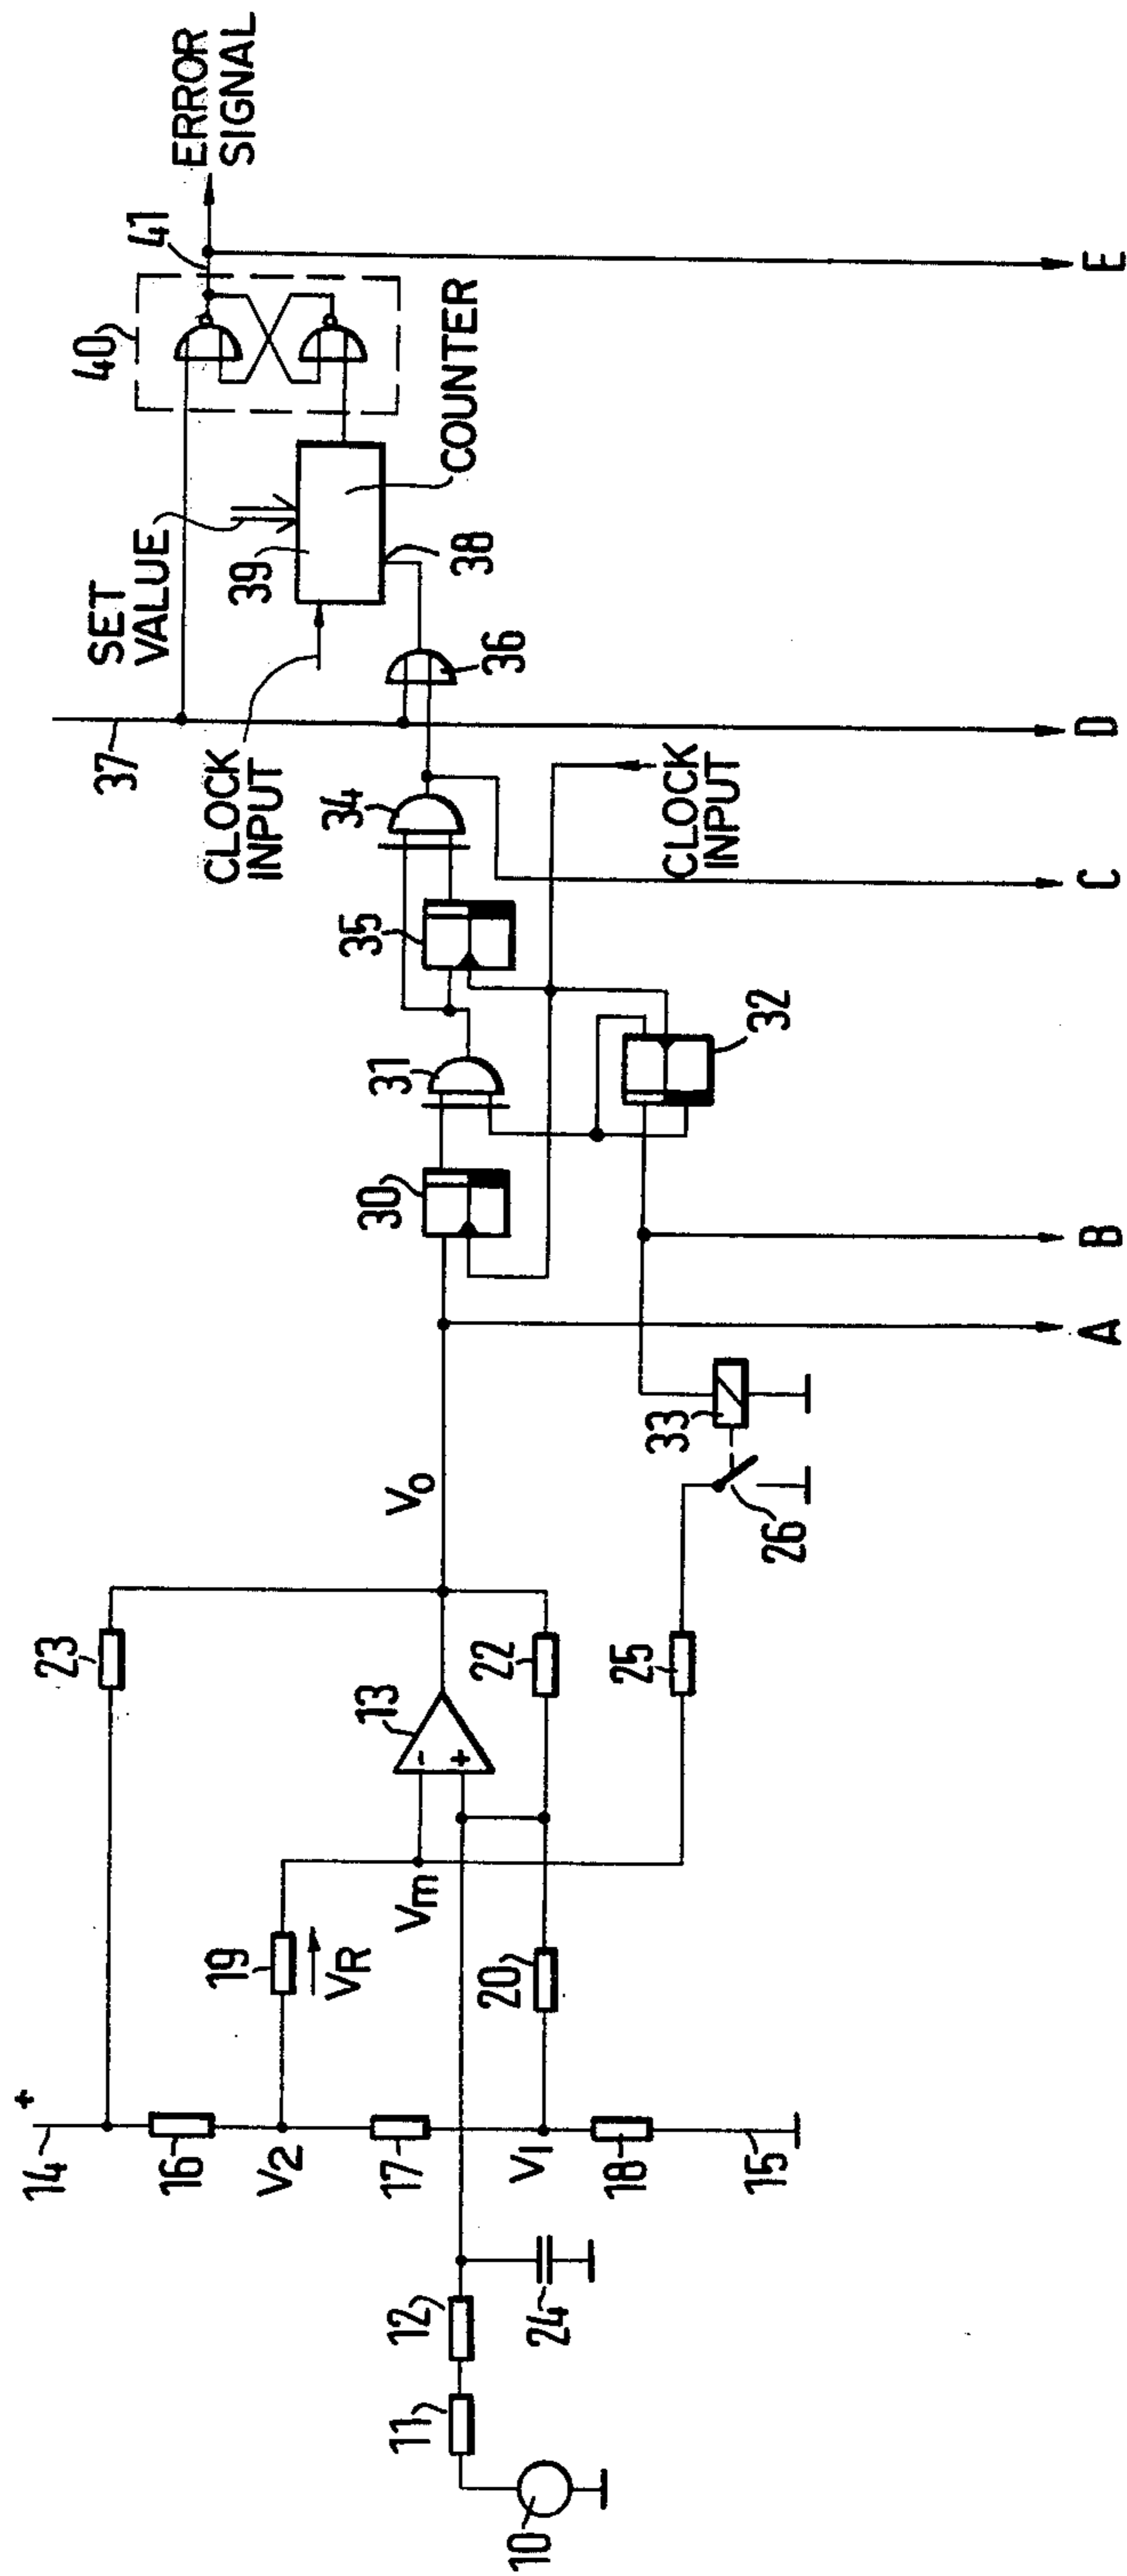 ERROR
SIGNAL
41
40
E
COUNTER
SET
VALUE
39
38
CLOCK
INPUT
36
37
D
34
CLOCK
INPUT
C
35
31
32
30
B
A
33
26
V0
23
13
-
+
22
25
Vm
19
VR
20
14
+
16
V2
17
V1
18
15
12
24
11
10